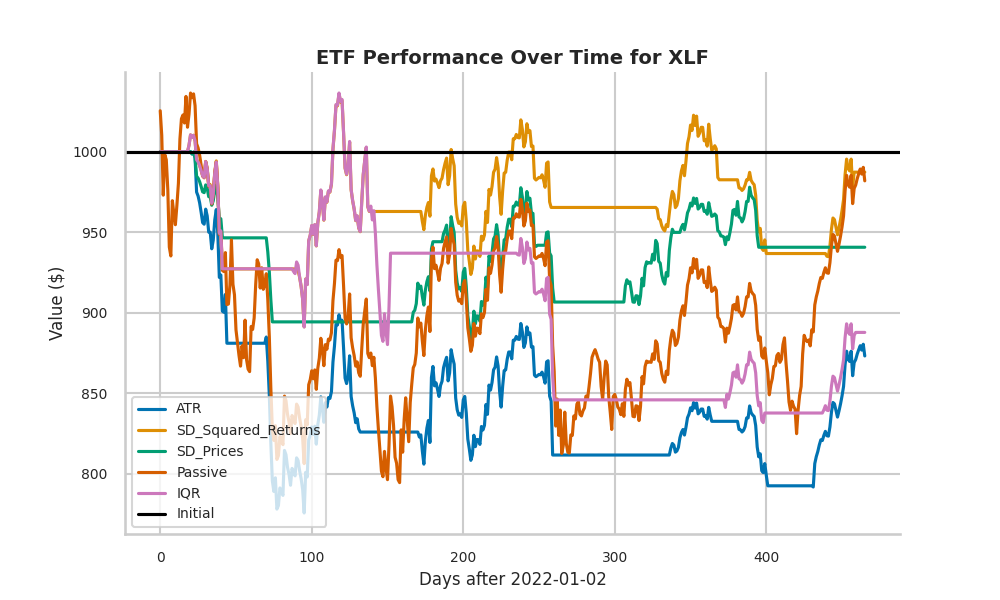 ETF Performance Over Time for XLF
Value ($)
1000
950
900
850
800
ATR
SD_Squared_Returns
SD_Prices
Passive
IQR
Initial
0 100 200 300 400
Days after 2022-01-02